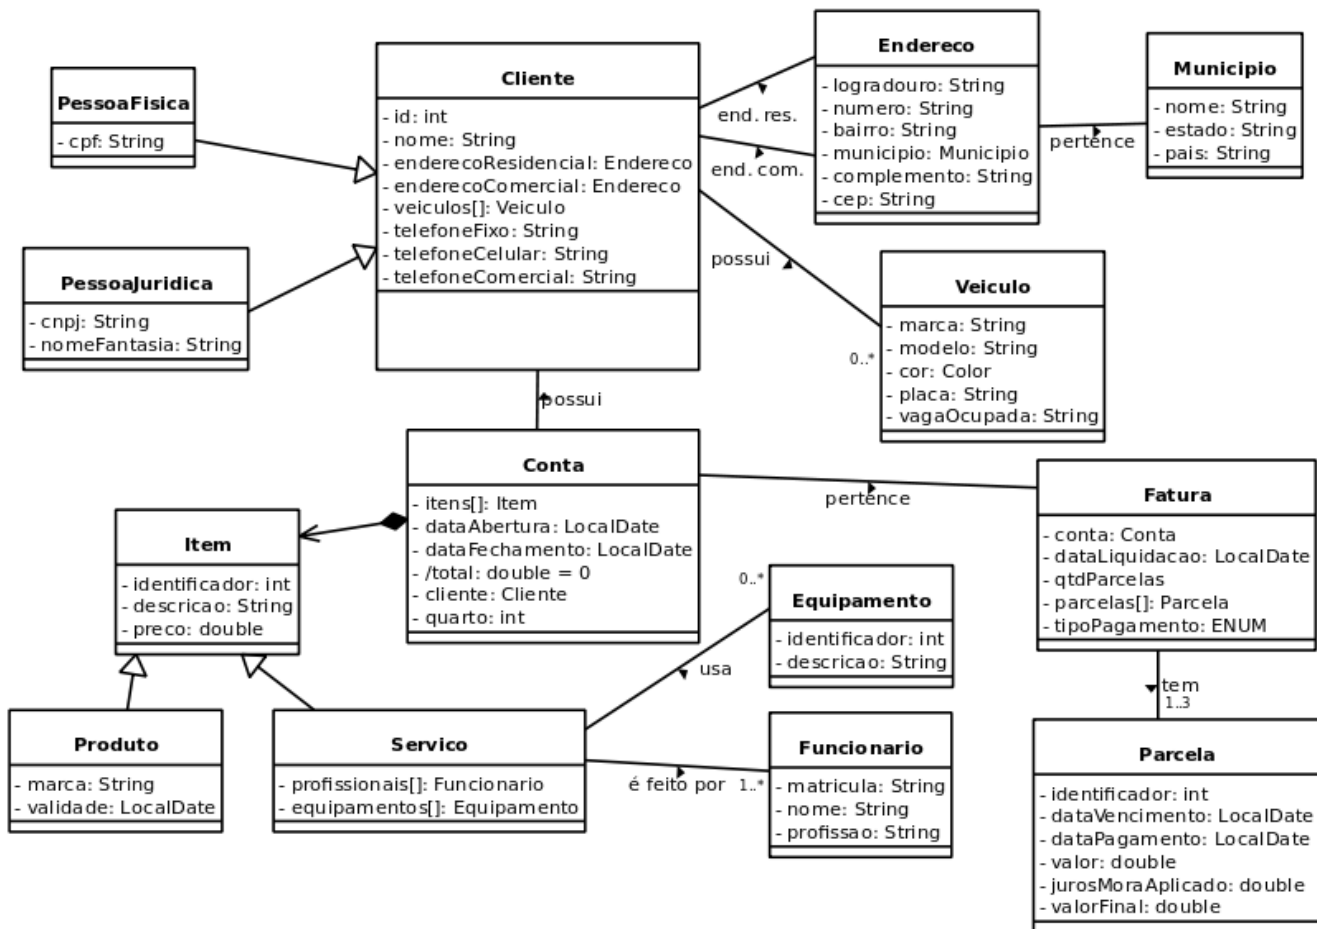 PessoaFisica
- cpf: String
PessoaJuridica
- cnpj: String
- nomeFantasia: String
Cliente
- id: int
- nome: String
- enderecoResidencial: Endereco
- enderecoComercial: Endereco
- veiculos[]: Veiculo
- telefoneFixo: String
- telefoneCelular: String
- telefoneComercial: String
end. res.
end. com.
possui
0..*
Endereco
- logradouro: String
- numero: String
- bairro: String
- municipio: Municipio
- complemento: String
- cep: String
pertence
Municipio
- nome: String
- estado: String
- pais: String
Veiculo
- marca: String
- modelo: String
- cor: Color
- placa: String
- vagaOcupada: String
possui
Conta
- itens[]: Item
- dataAbertura: LocalDate
- dataFechamento: LocalDate
- /total: double = 0
- cliente: Cliente
- quarto: int
pertence
Fatura
- conta: Conta
- dataLiquidacao: LocalDate
- qtdParcelas
- parcelas[]: Parcela
- tipoPagamento: ENUM
Item
- identificador: int
- descricao: String
- preco: double
0..*
usa
Equipamento
- identificador: int
- descricao: String
tem
1..3
Produto
- marca: String
- validade: LocalDate
Servico
- profissionais[]: Funcionario
- equipamentos[]: Equipamento
é feito por
1..*
Funcionario
- matricula: String
- nome: String
- profissao: String
Parcela
- identificador: int
- dataVencimento: LocalDate
- dataPagamento: LocalDate
- valor: double
- jurosMoraAplicado: double
- valorFinal: double